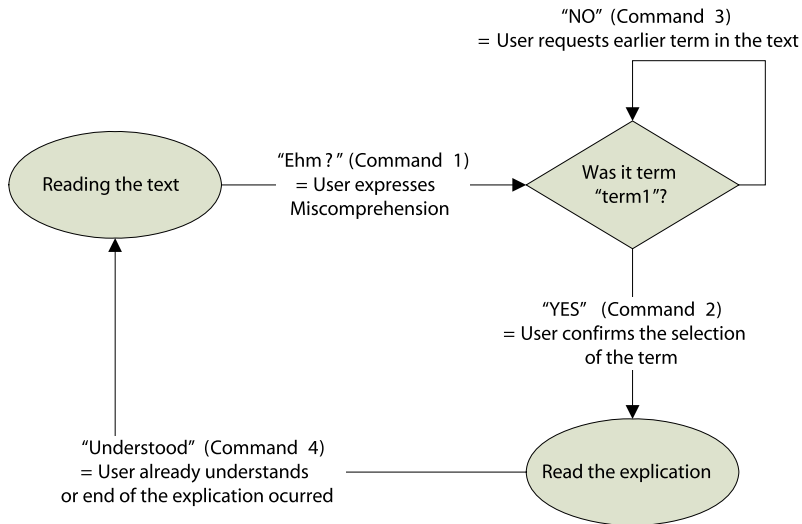 “NO” (Command 3)
= User requests earlier term in the text
“Ehm?” (Command 1)
= User expresses
Miscomprehension
Reading the text
Was it term
“term1”?
“YES” (Command 2)
= User confirms the selection
of the term
“Understood” (Command 4)
= User already understands
or end of the explication ocurred
Read the explication